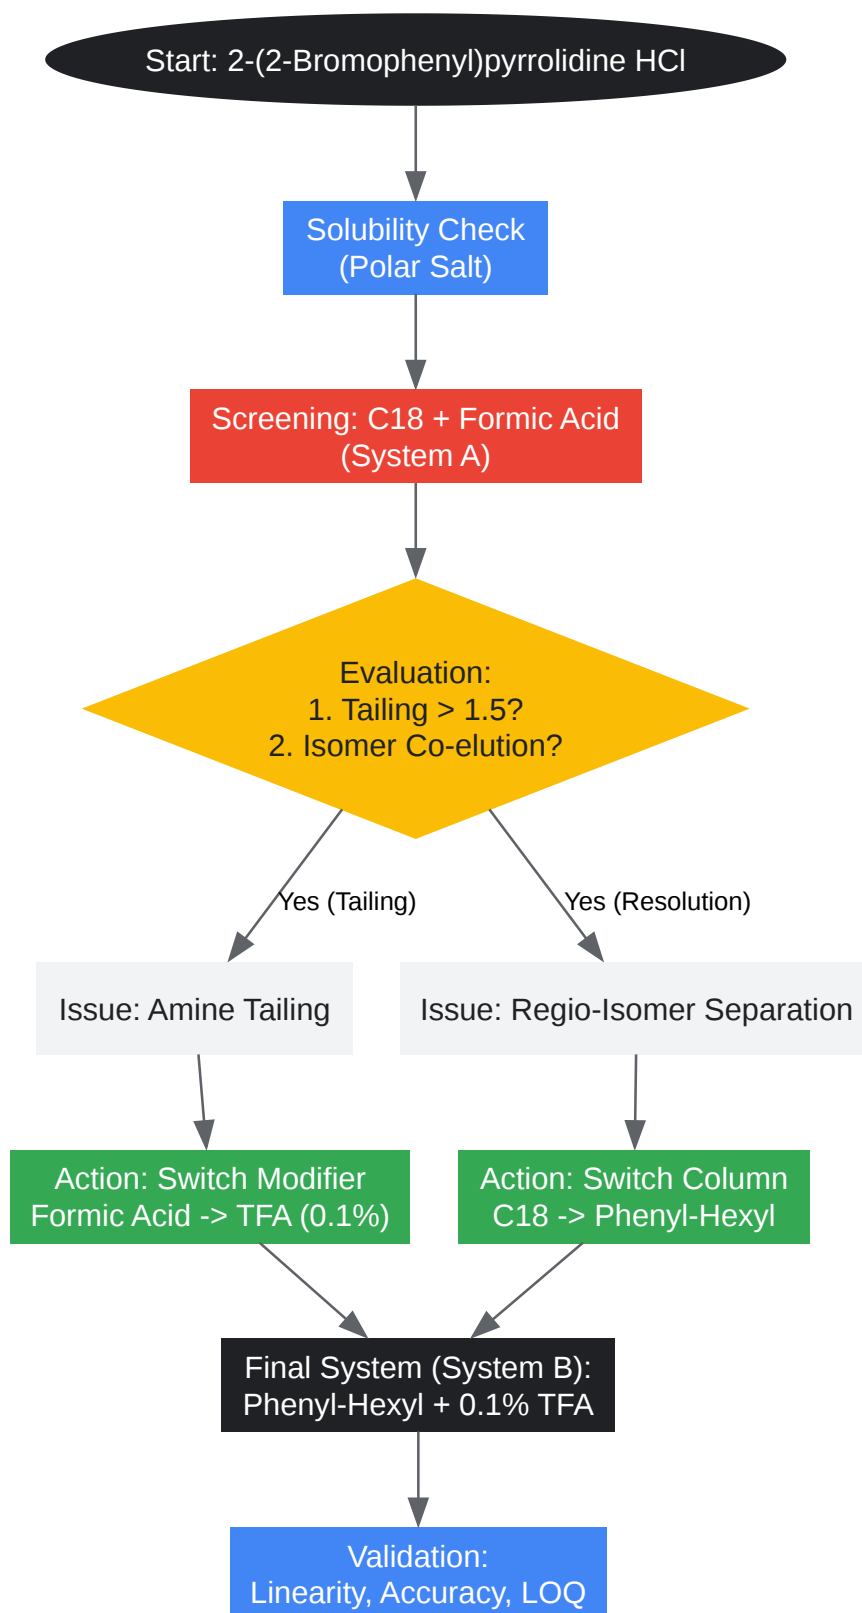 Start: 2-(2-Bromophenyl)pyrrolidine HCl
Solubility Check
(Polar Salt)
Screening: C18 + Formic Acid
(System A)
Evaluation:
1. Tailing > 1.5?
2. Isomer Co-elution?
Yes (Tailing)
Yes (Resolution)
Issue: Amine Tailing
Issue: Regio-Isomer Separation
Action: Switch Modifier
Formic Acid -> TFA (0.1%)
Action: Switch Column
C18 -> Phenyl-Hexyl
Final System (System B):
Phenyl-Hexyl + 0.1% TFA
Validation:
Linearity, Accuracy, LOQ